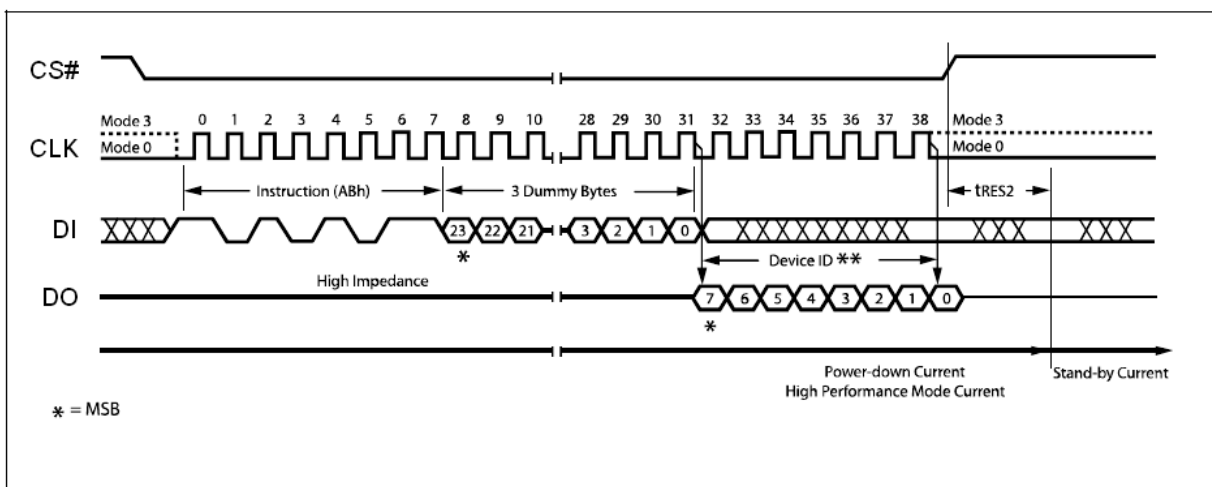 CS#
Mode 3 0 1 2 3 4 5 6 7 8 9 10 28 29 30 31 32 33 34 35 36 37 38 Mode 3
CLK Mode 0 Mode 0
Instruction (ABh) 3 Dummy Bytes tRES2
DI 23 22 21 3 2 1 0
* Device ID **
High Impedance
DO 7 6 5 4 3 2 1 0
*
Power-down Current Stand-by Current
High Performance Mode Current
* = MSB